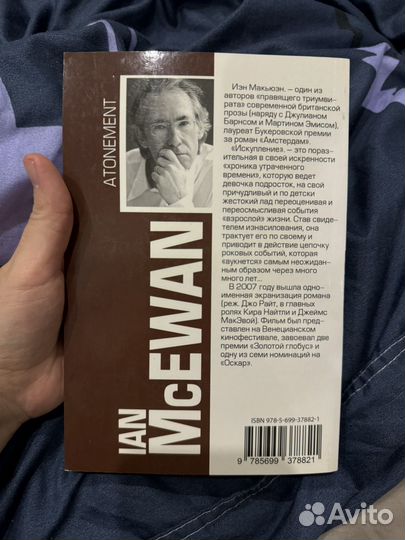 ATONEMENT
IAN
McEWAN
Иэн Макьюэн. – один из
авторов «правящего триумви-
рата» современной британской
прозы (наряду с Джулианом
Барнсом и Мартином Эмисом),
лауреат Букеровской премии
за роман «Амстердам».
«Искупление». – это пора-
зительная в своей искренности
«хроника утраченного
времени», которую ведет
девочка подросток, на свой
причудливый и по детски
жестокий лад переоценивая и
переосмысливая события
«взрослой» жизни. Став свиде-
телем изнасилования, она
трактует его по своему и
приводит в действие цепочку
роковых событий, которая
«аукнется» самым неожидан-
ным образом через много
много лет...
В 2007 году вышла одно-
именная экранизация романа
(реж. Джо Райт, в главных
ролях Кира Найтли и Джеймс
МакЭвой). Фильм был пред-
ставлен на Венецианском
кинофестивале, завоевал две
премии «Золотой глобус» и
одну из семи номинаций на
«Оскар».
ISBN 978-5-699-37882-1
9 785699 378821
Avito